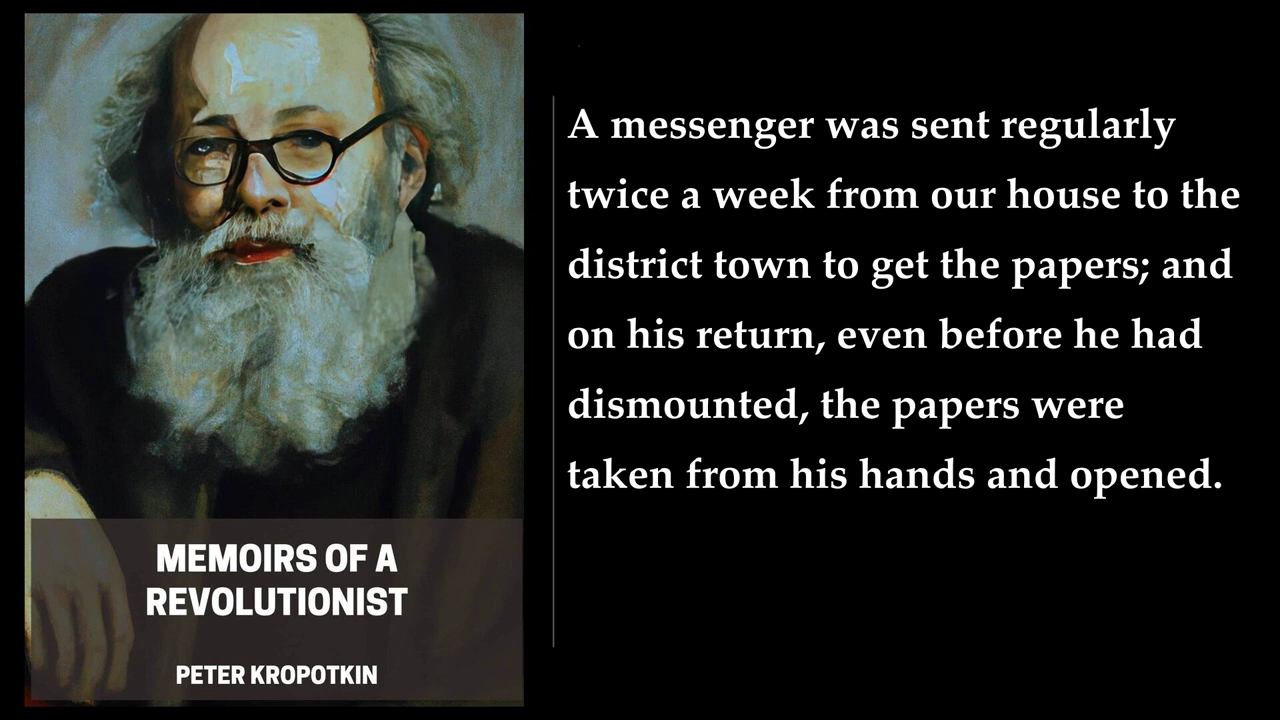 MEMOIRS OF A
REVOLUTIONIST
PETER KROPOTKIN
A messenger was sent regularly
twice a week from our house to the
district town to get the papers; and
on his return, even before he had
dismounted, the papers were
taken from his hands and opened.